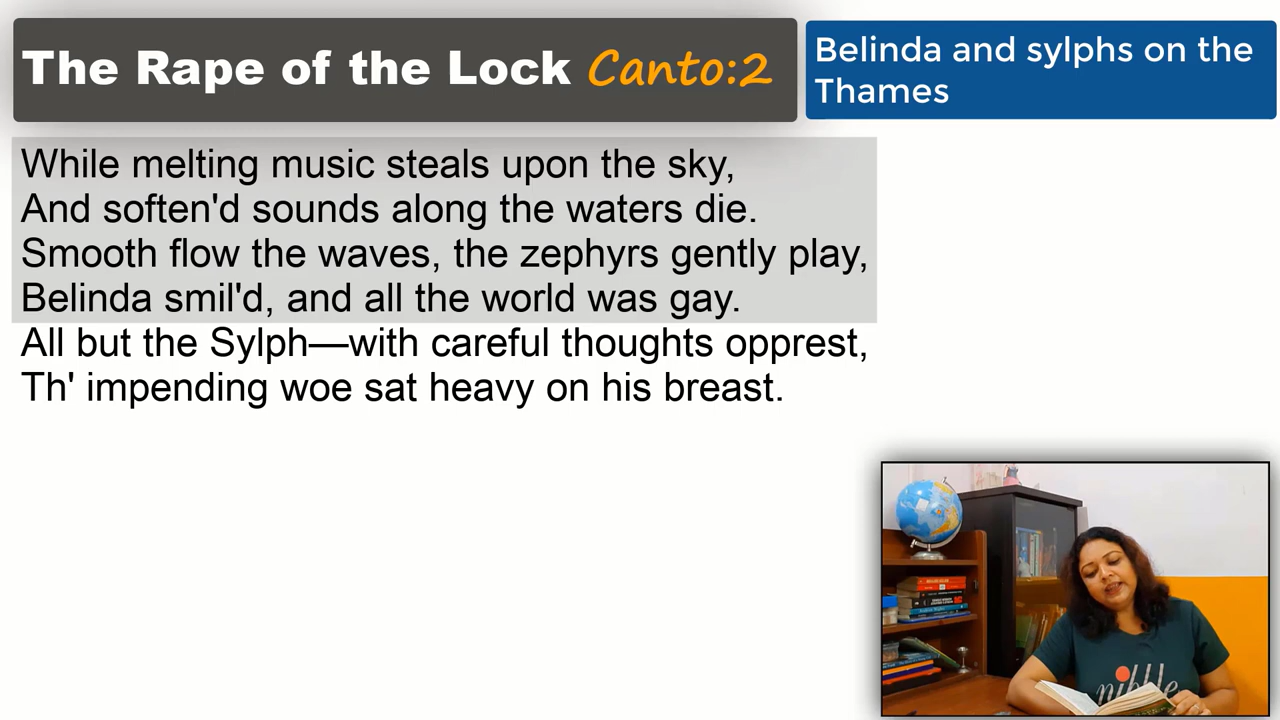 The Rape of the Lock Canto:2
Belinda and sylphs on the
Thames
While melting music steals upon the sky,
And soften'd sounds along the waters die.
Smooth flow the waves, the zephyrs gently play,
Belinda smil'd, and all the world was gay.
All but the Sylph—with careful thoughts opprest,
Th' impending woe sat heavy on his breast.
nibble